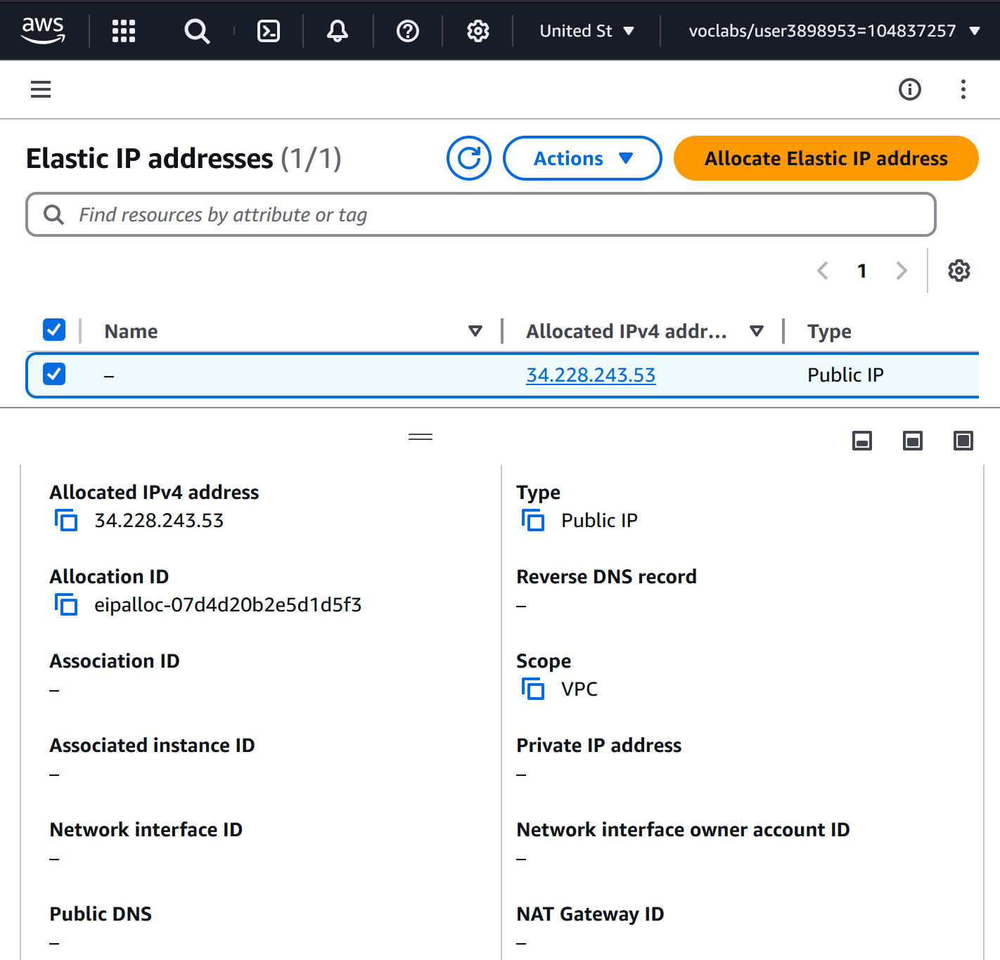 aws
United St
voclabs/user3898953=104837257
Elastic IP addresses (1/1)
Actions
Allocate Elastic IP address
Find resources by attribute or tag
1
Name
Allocated IPv4 addr...
Type
–
34.228.243.53
Public IP
Allocated IPv4 address
34.228.243.53
Type
Public IP
Allocation ID
eipalloc-07d4d20b2e5d1d5f3
Reverse DNS record
–
Association ID
–
Scope
VPC
Associated instance ID
–
Private IP address
–
Network interface ID
–
Network interface owner account ID
–
Public DNS
–
NAT Gateway ID
–